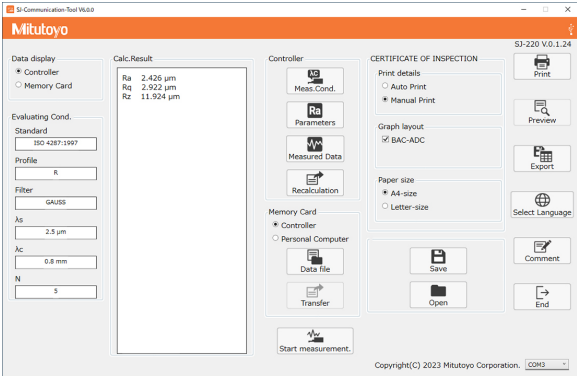 SJ-Communication-Tool V6.0.0
Mitutoyo
SJ-220 V.0.1.24
Data display
Controller
Memory Card
Evaluating Cond.
Standard
ISO 4287:1997
Profile
R
Filter
GAUSS
λs
2.5 μm
λc
0.8 mm
N
5
Calc.Result
Ra 2.426 μm
Rq 2.922 μm
Rz 11.924 μm
Controller
λC
Meas.Cond.
Ra
Parameters
Measured Data
Recalculation
Memory Card
Controller
Personal Computer
Data file
Transfer
Start measurement.
CERTIFICATE OF INSPECTION
Print details
Auto Print
Manual Print
Graph layout
BAC-ADC
Paper size
A4-size
Letter-size
Save
Open
Print
Preview
Export
Select Language
Comment
End
Copyright(C) 2023 Mitutoyo Corporation.
COM3